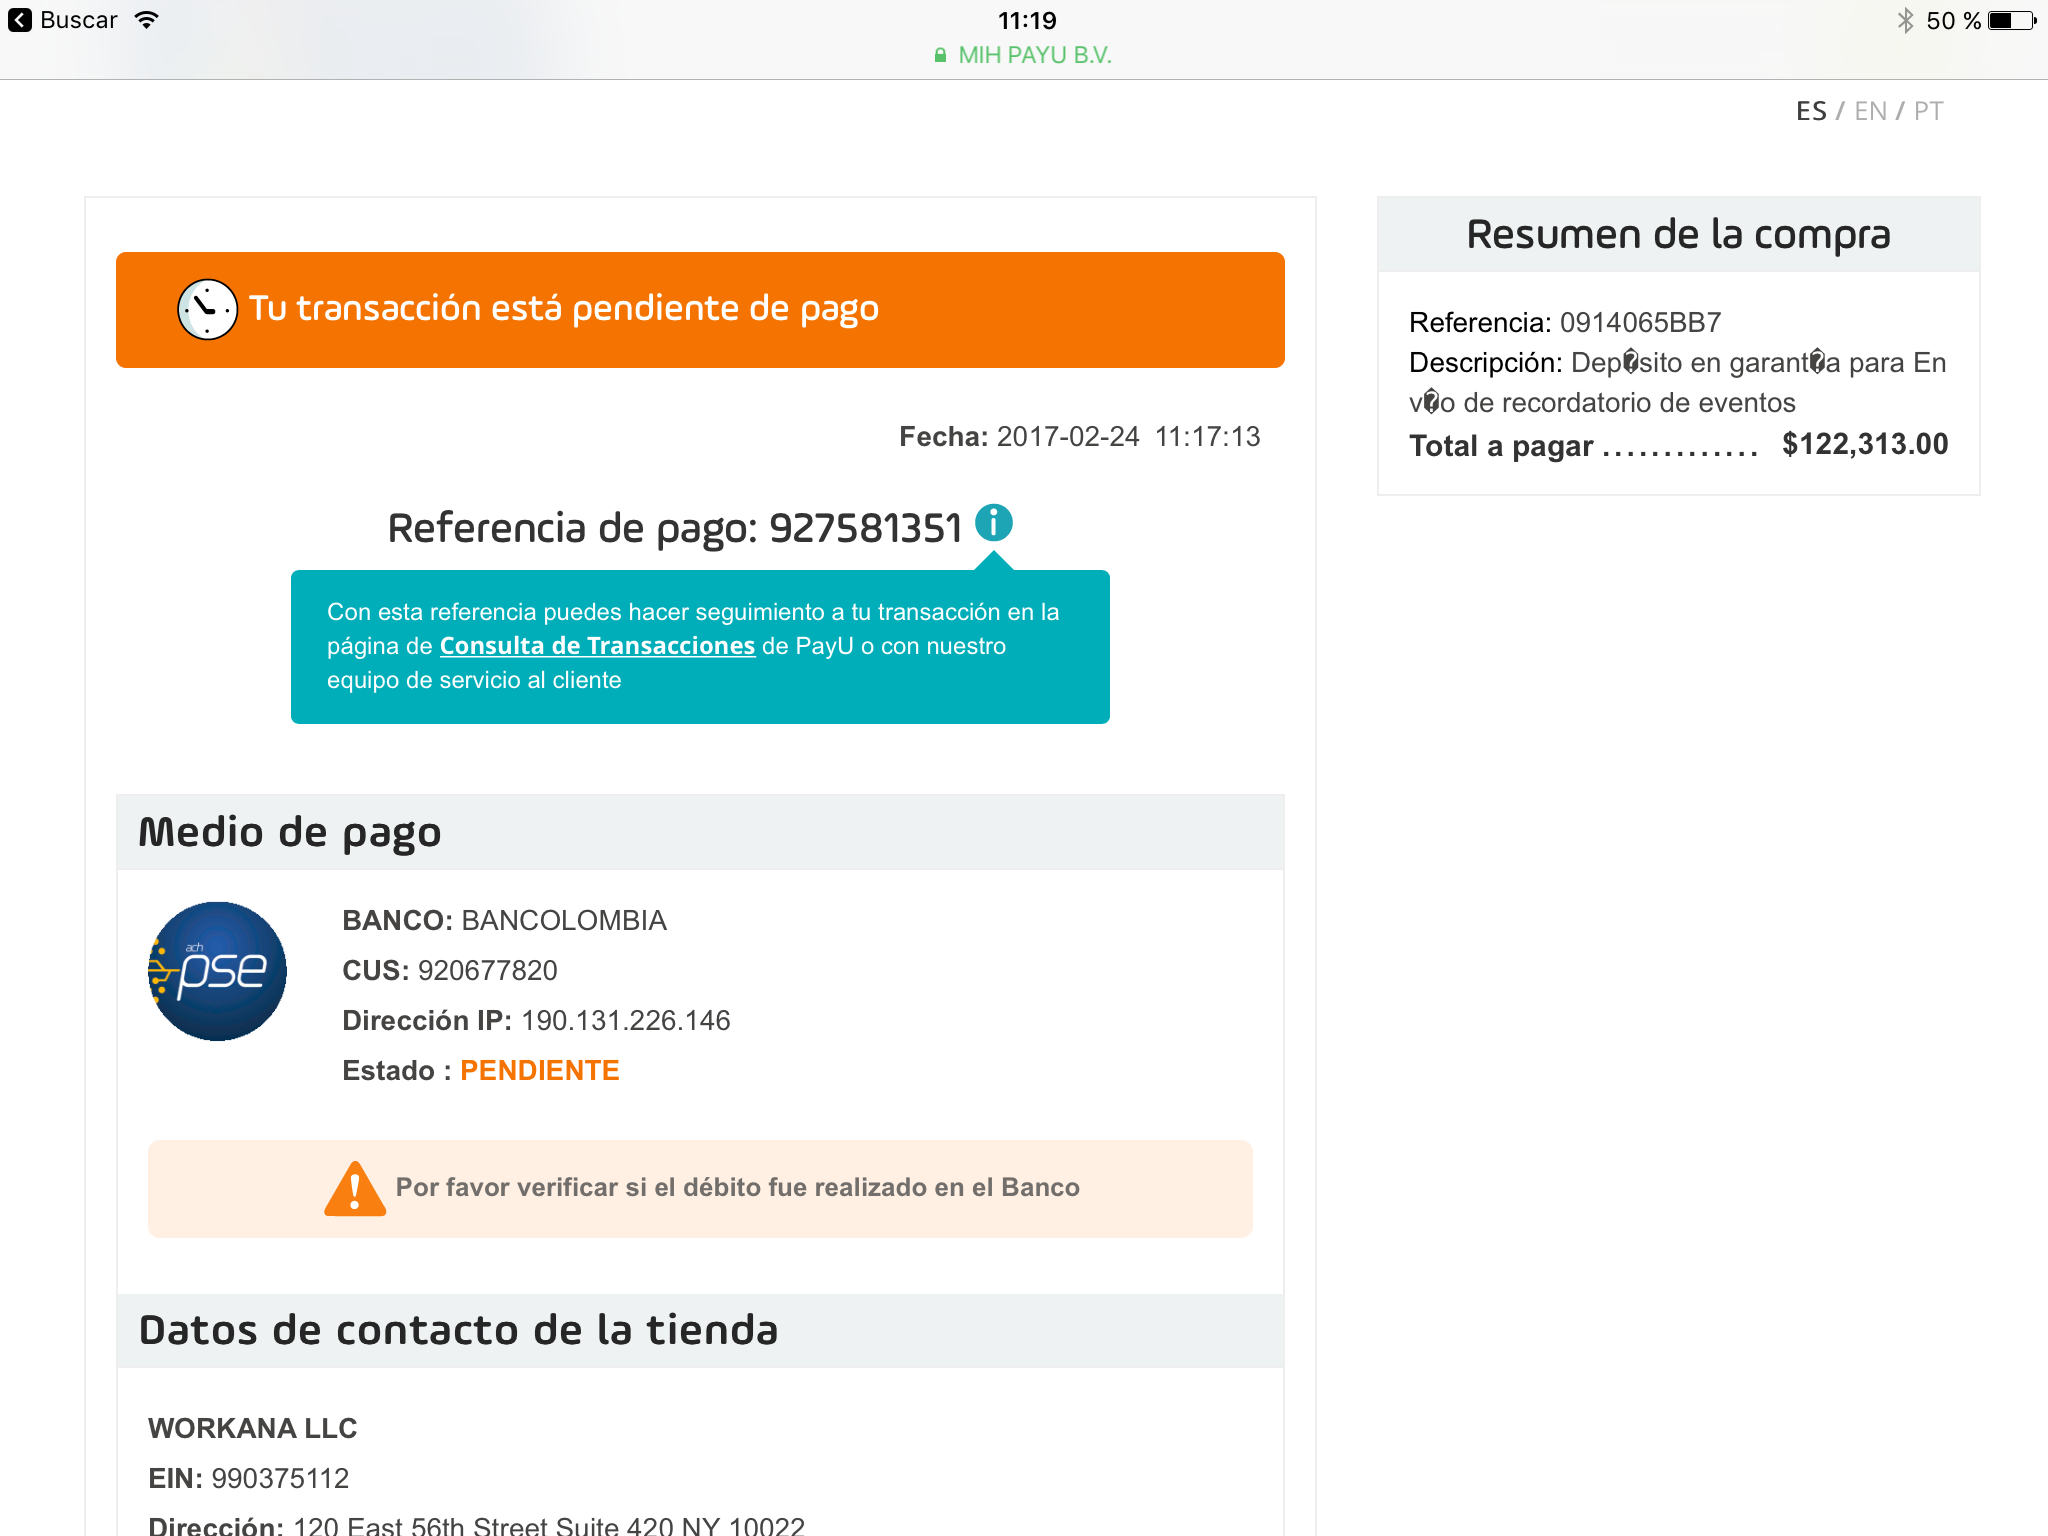 Buscar
11:19
50 %
MIH PAYU B.V.
ES / EN / PT
Tu transacción está pendiente de pago
Fecha: 2017-02-24 11:17:13
Referencia de pago: 927581351
Con esta referencia puedes hacer seguimiento a tu transacción en la
página de Consulta de Transacciones de PayU o con nuestro
equipo de servicio al cliente
Medio de pago
ach
pse
BANCO: BANCOLOMBIA
CUS: 920677820
Dirección IP: 190.131.226.146
Estado : PENDIENTE
Por favor verificar si el débito fue realizado en el Banco
Datos de contacto de la tienda
WORKANA LLC
EIN: 990375112
Dirección: 120 East 56th Street Suite 420 NY 10022
Resumen de la compra
Referencia: 0914065BB7
Descripción: Dep�sito en garant�a para En
v�o de recordatorio de eventos
Total a pagar ............. $122,313.00